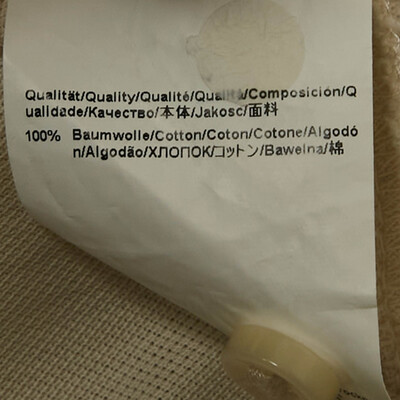 Qualität/Quality/Qualité/Qualità/Composición/Q
ualidade/Качество/本体/Jakosc/面料
100% Baumwolle/Cotton/Coton/Cotone/Algodó
n/Algodão/ХЛОПОК/コットン/Bawelna/棉